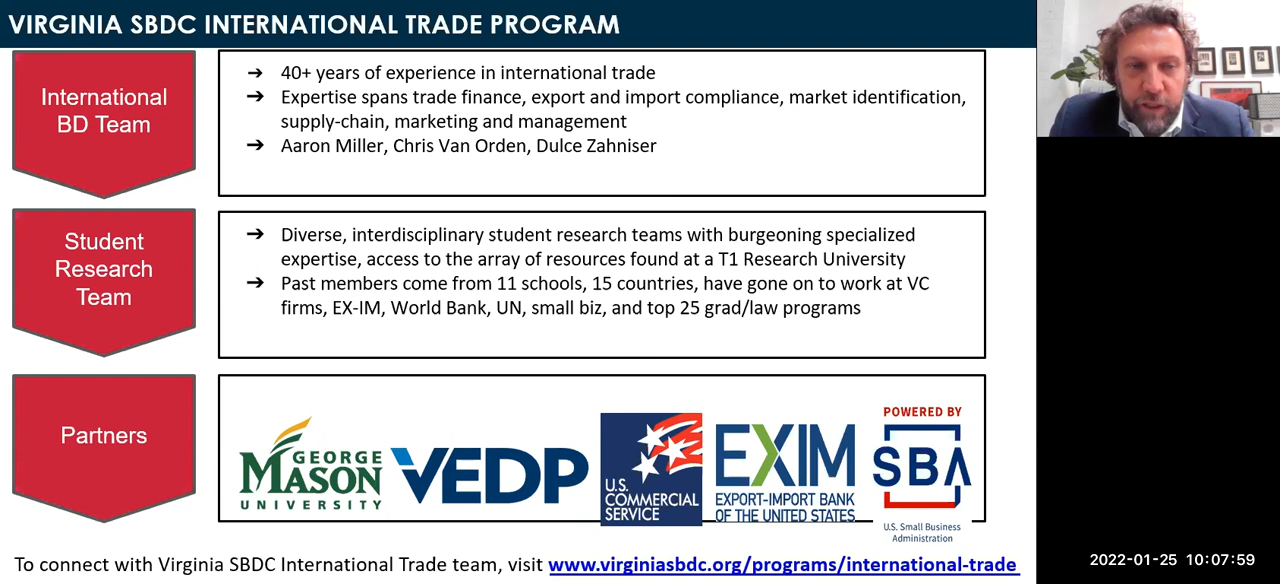 VIRGINIA SBDC INTERNATIONAL TRADE PROGRAM
International
BD Team
➔ 40+ years of experience in international trade
➔ Expertise spans trade finance, export and import compliance, market identification,
supply-chain, marketing and management
➔ Aaron Miller, Chris Van Orden, Dulce Zahniser
Student
Research
Team
➔ Diverse, interdisciplinary student research teams with burgeoning specialized
expertise, access to the array of resources found at a T1 Research University
➔ Past members come from 11 schools, 15 countries, have gone on to work at VC
firms, EX-IM, World Bank, UN, small biz, and top 25 grad/law programs
Partners
GEORGE
MASON
UNIVERSITY
VEDP
U.S.
COMMERCIAL
SERVICE
EXIM
EXPORT-IMPORT BANK
OF THE UNITED STATES
POWERED BY
SBA
U.S. Small Business
Administration
To connect with Virginia SBDC International Trade team, visit www.virginiasbdc.org/programs/international-trade
2022-01-25 10:07:59